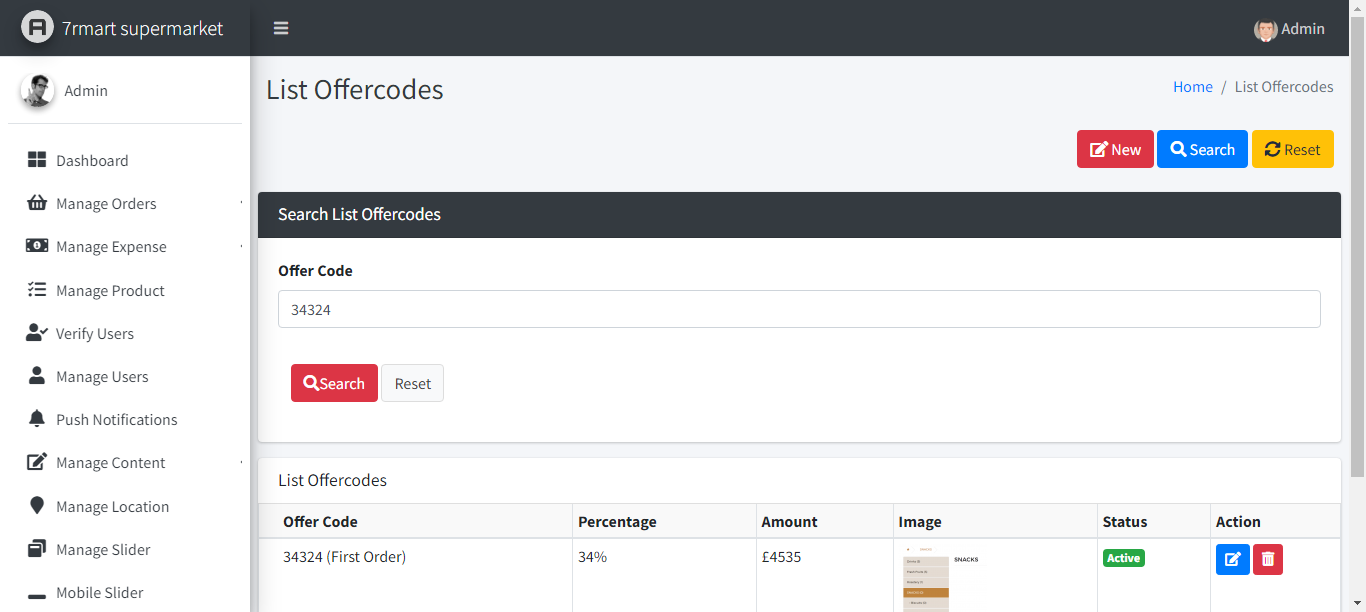 7rmart supermarket
Admin
Admin
List Offercodes
Home / List Offercodes
New Search Reset
Dashboard
Manage Orders
Manage Expense
Manage Product
Verify Users
Manage Users
Push Notifications
Manage Content
Manage Location
Manage Slider
Mobile Slider
Search List Offercodes
Offer Code
34324
Search Reset
List Offercodes
Offer Code Percentage Amount Image Status Action
34324 (First Order) 34% £4535 SNACKS Active